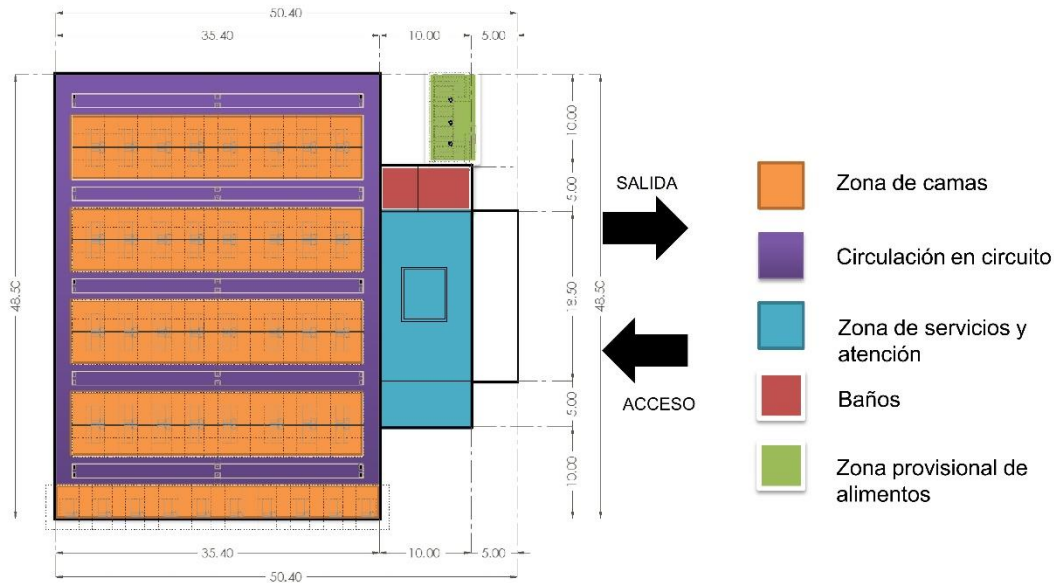 50.40
35.40
10.00
5.00
48.50
10.00
5.00
18.50
5.00
10.00
48.50
35.40
10.00
5.00
50.40
SALIDA
ACCESO
Zona de camas
Circulación en circuito
Zona de servicios y
atención
Baños
Zona provisional de
alimentos